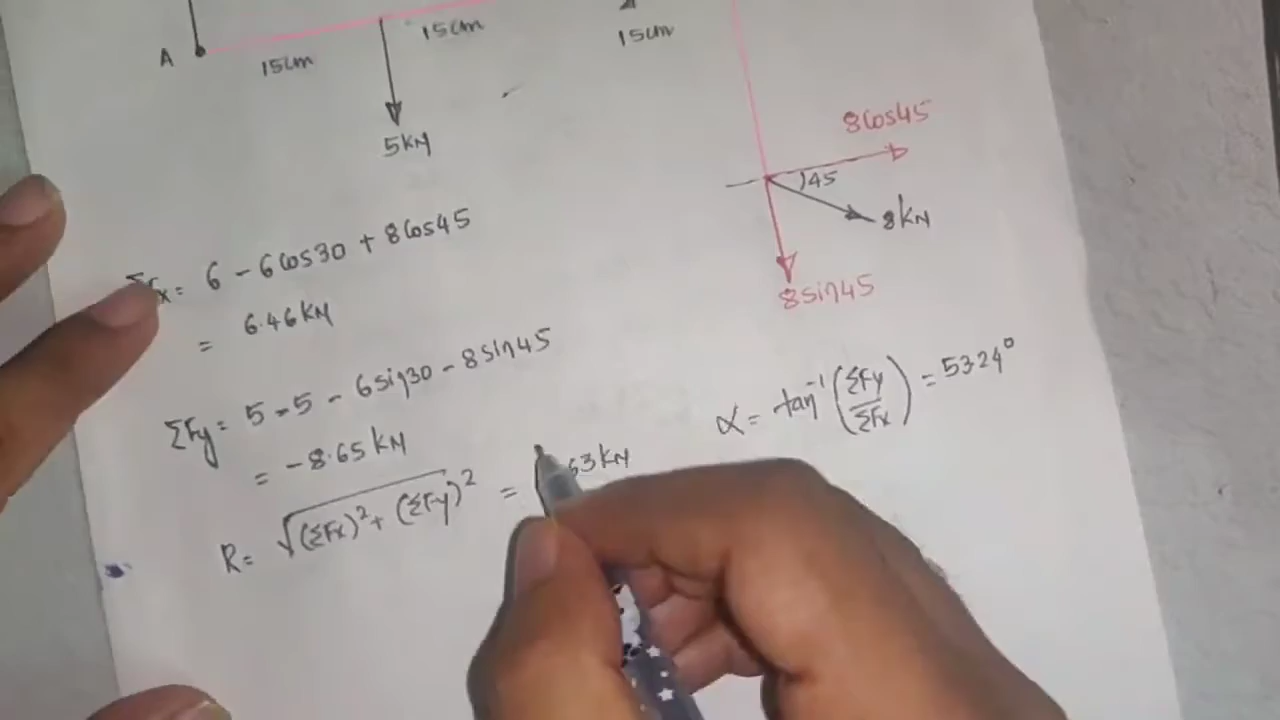 15cm
A
15cm
15cm
5KN
8Cos45
)45
8KN
8sin45
ΣFx = 6 - 6Cos30 + 8Cos45
= 6.46KN
ΣFy = 5 - 5 - 6sin30 - 8sin45
= -8.65KN
α = tan⁻¹ (ΣFy/ΣFx) = 53.24°
R = √(ΣFx)² + (ΣFy)² =